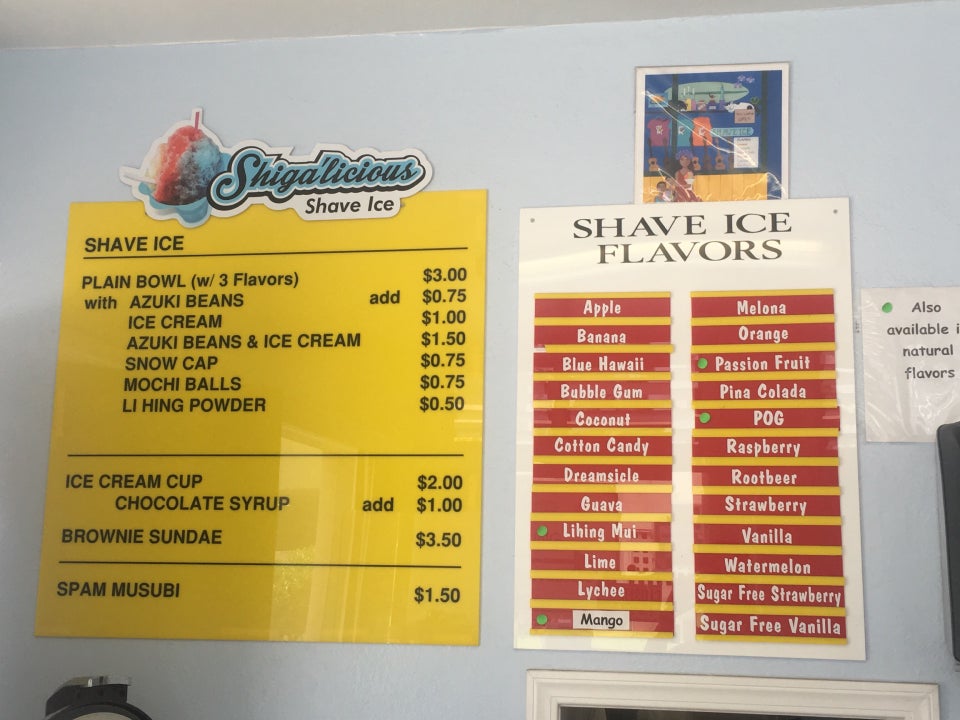 Shiga'licious
Shave Ice
SHAVE ICE
PLAIN BOWL (w/ 3 Flavors) $3.00
with AZUKI BEANS add $0.75
ICE CREAM $1.00
AZUKI BEANS & ICE CREAM $1.50
SNOW CAP $0.75
MOCHI BALLS $0.75
LI HING POWDER $0.50
ICE CREAM CUP $2.00
CHOCOLATE SYRUP add $1.00
BROWNIE SUNDAE $3.50
SPAM MUSUBI $1.50
SHAVE ICE
SHAVE ICE
FLAVORS
Apple
Banana
Blue Hawaii
Bubble Gum
Coconut
Cotton Candy
Dreamsicle
Guava
Lihing Mui
Lime
Lychee
Mango
Melona
Orange
Passion Fruit
Pina Colada
POG
Raspberry
Rootbeer
Strawberry
Vanilla
Watermelon
Sugar Free Strawberry
Sugar Free Vanilla
Also
available
natural
flavors